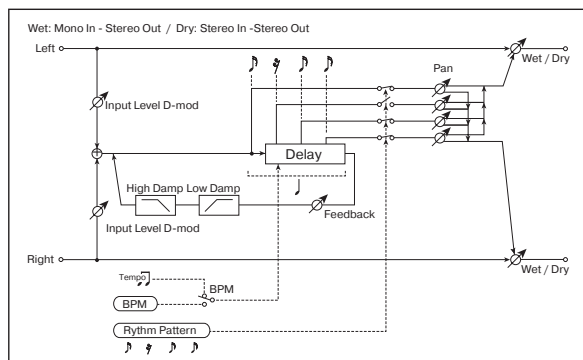 Wet: Mono In - Stereo Out / Dry: Stereo In -Stereo Out
Left
Wet / Dry
Pan
Input Level D-mod
Delay
High Damp Low Damp
Feedback
Input Level D-mod
Right
Wet / Dry
Tempo
BPM
BPM
Rythm Pattern